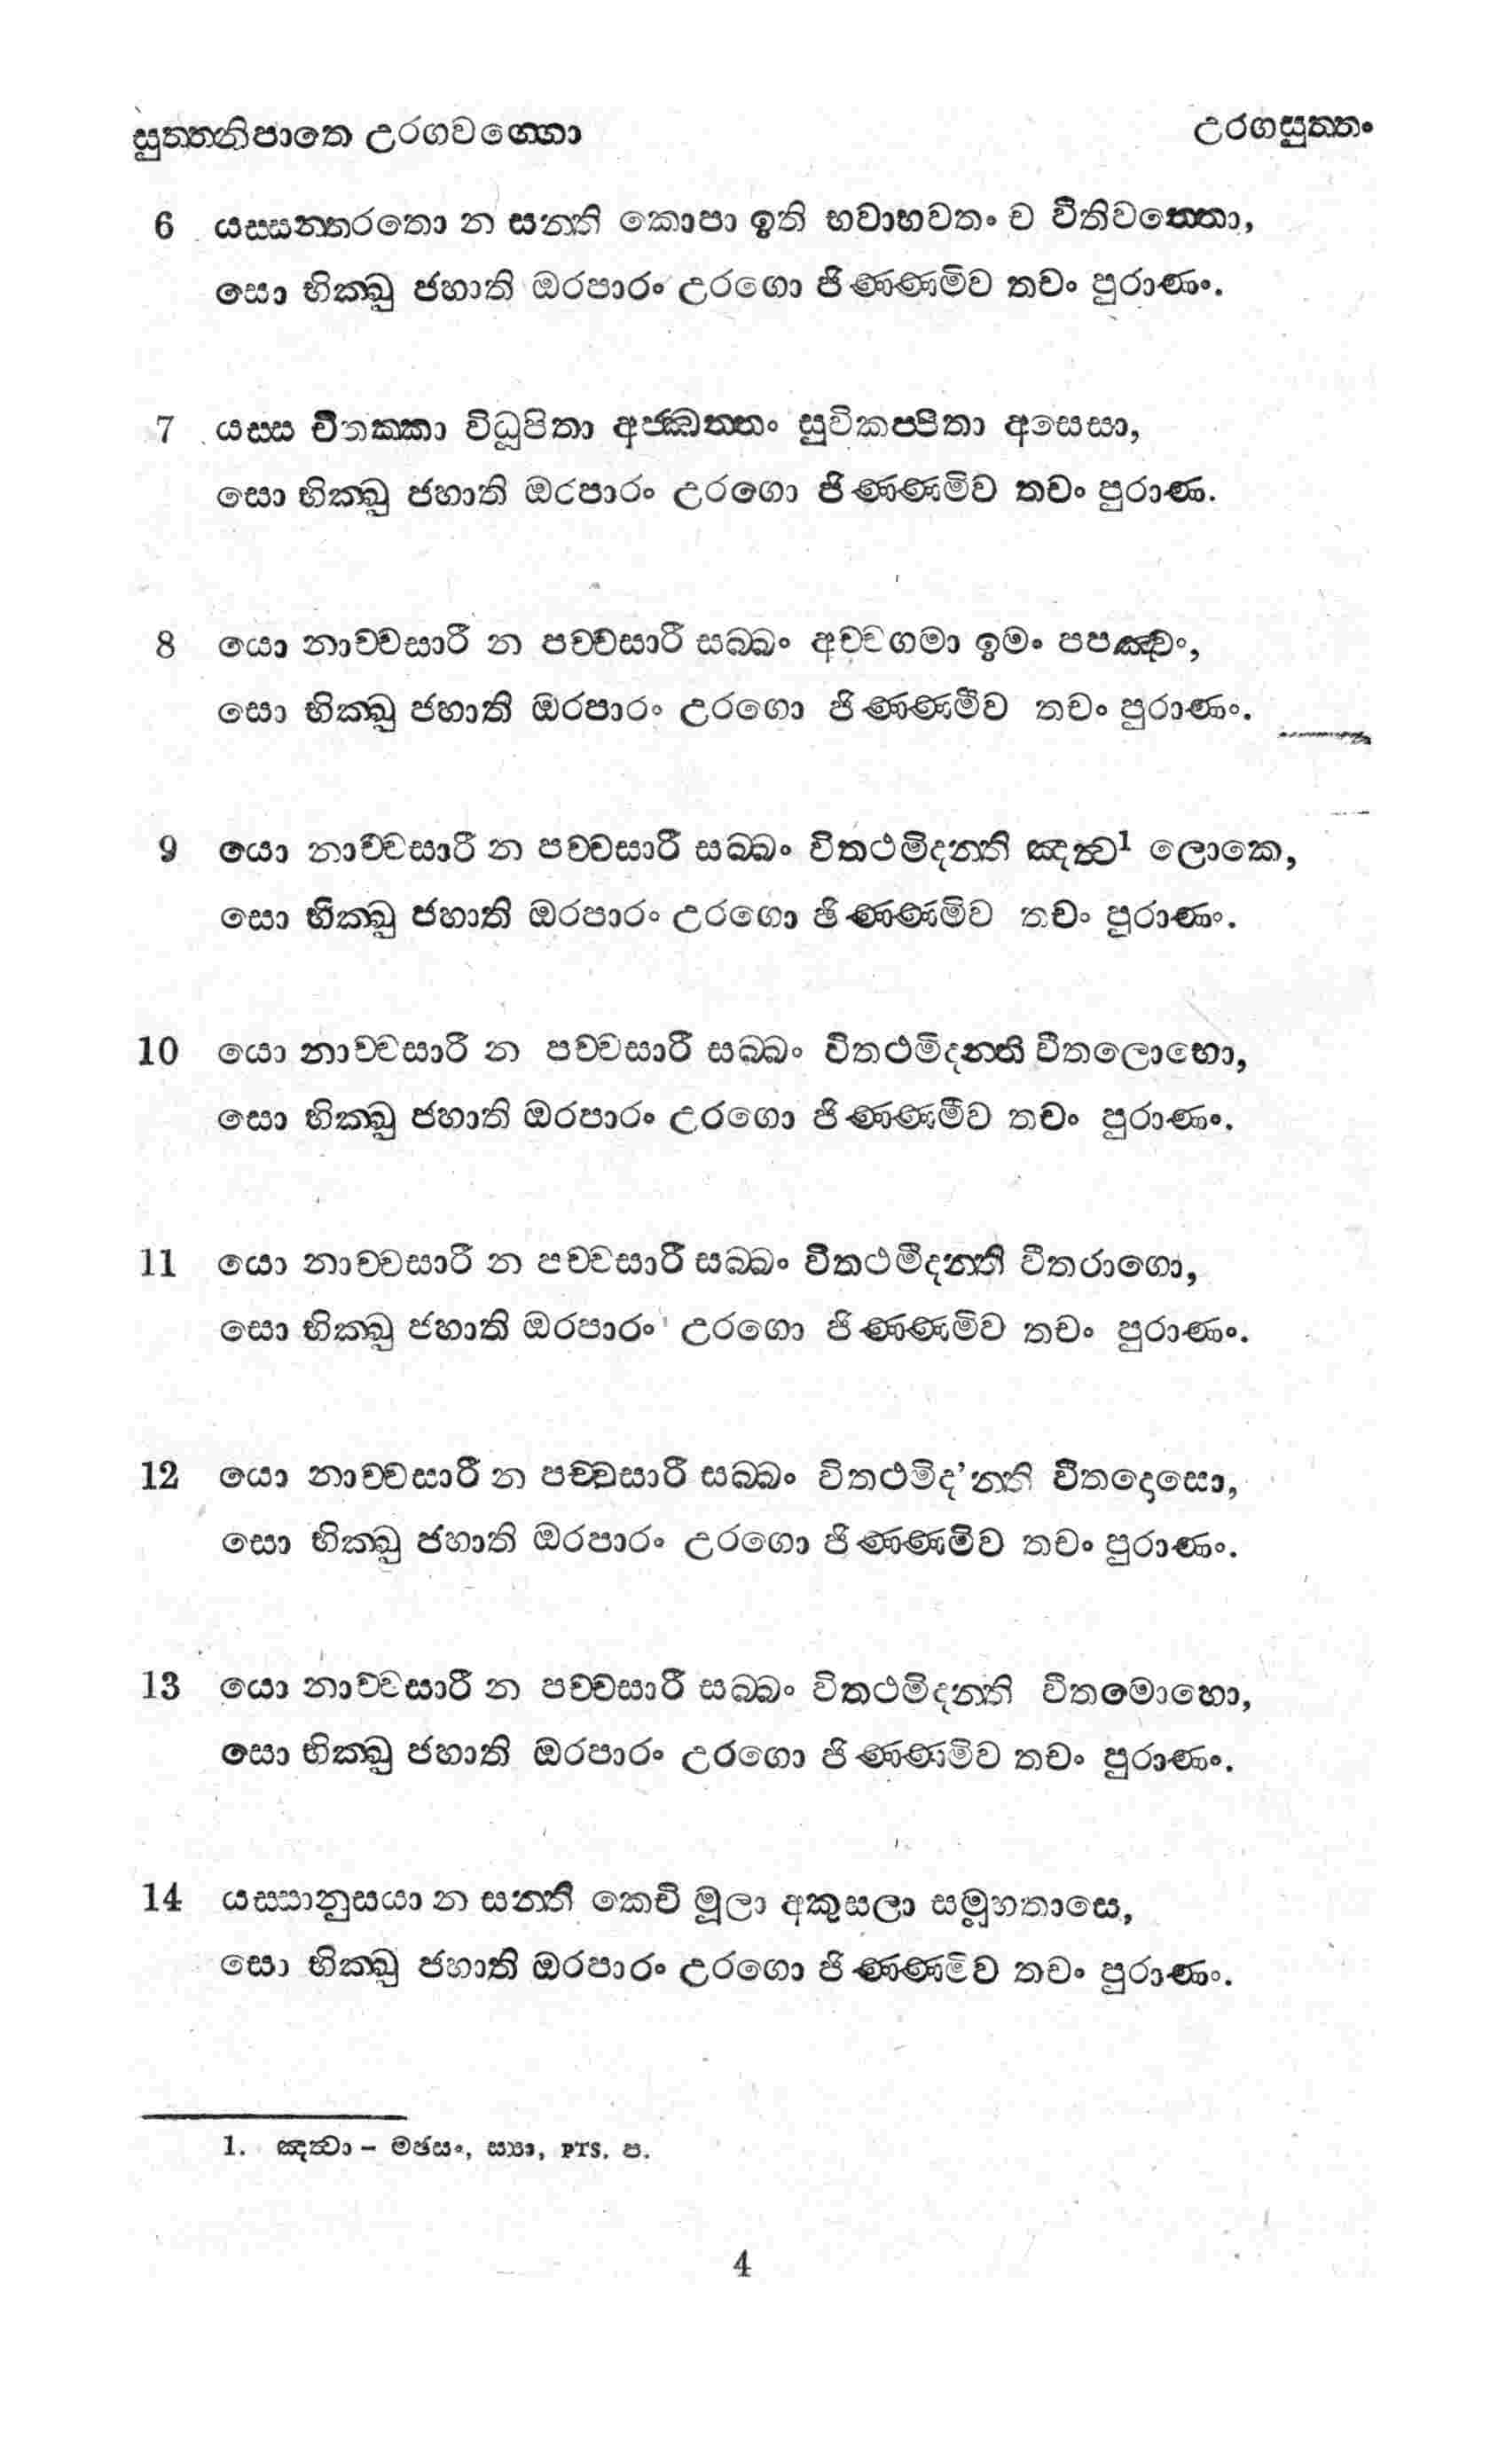 සුත්තනිපාතෙ උරගවග්ගො
උරගසුත්තං
6 යස්සන්තරතො න සන්ති කොපා ඉති භවාභවතං ච වීතිවත්තො,
සො භික්ඛු ජහාති ඔරපාරං උරගො ජිණ්ණමිව තචං පුරාණං.
7 යස්ස විතක්කා විධූපිතා අජ්ඣත්තං සුවිකප්පිතා අසෙසා,
සො භික්ඛු ජහාති ඔරපාරං උරගො ජිණ්ණමිව තචං පුරාණ.
8 යො නාච්චසාරී න පච්චසාරී සබ්බං අච්චගමා ඉමං පපඤ්චං,
සො භික්ඛු ජහාති ඔරපාරං උරගො ජිණ්ණමිව තචං පුරාණං.
9 යො නාච්චසාරී න පච්චසාරී සබ්බං විතථමිදන්ති ඤත්ව¹ ලොකෙ,
සො භික්ඛු ජහාති ඔරපාරං උරගො ජිණ්ණමිව තචං පුරාණං.
10 යො නාච්චසාරී න පච්චසාරී සබ්බං විතථමිදන්ති වීතලොභො,
සො භික්ඛු ජහාති ඔරපාරං උරගො ජිණ්ණමිව තචං පුරාණං.
11 යො නාච්චසාරී න පච්චසාරී සබ්බං විතථමිදන්ති වීතරාගො,
සො භික්ඛු ජහාති ඔරපාරං උරගො ජිණ්ණමිව තචං පුරාණං.
12 යො නාච්චසාරී න පච්චසාරී සබ්බං විතථමිද’න්ති වීතදොසො,
සො භික්ඛු ජහාති ඔරපාරං උරගො ජිණ්ණමිව තචං පුරාණං.
13 යො නාච්චසාරී න පච්චසාරී සබ්බං විතථමිදන්ති වීතමොහො,
සො භික්ඛු ජහාති ඔරපාරං උරගො ජිණ්ණමිව තචං පුරාණං.
14 යස්සානුසයා න සන්ති කෙචි මූලා අකුසලා සමූහතාසෙ,
සො භික්ඛු ජහාති ඔරපාරං උරගො ජිණ්ණමිව තචං පුරාණං.
1. ඤත්වා – මඡසං, ස්‍යා, PTS. ප.
4